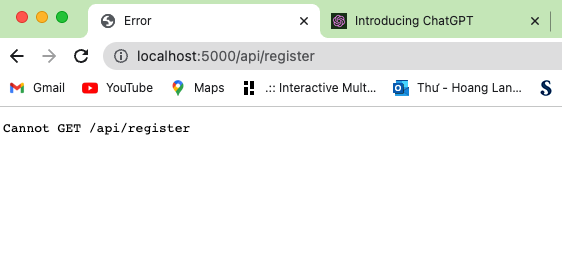 Error
Introducing ChatGPT
localhost:5000/api/register
Gmail
YouTube
Maps
.:: Interactive Mult...
Thư - Hoang Lan...
Cannot GET /api/register